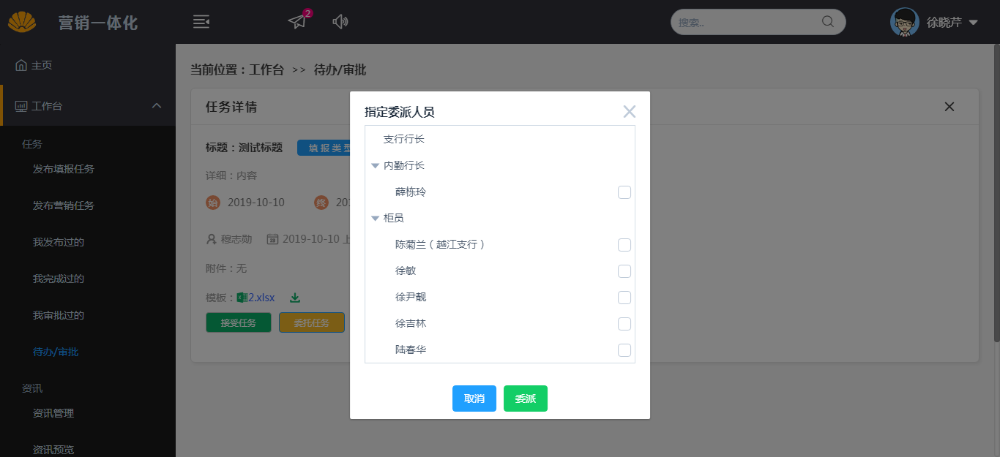 营销一体化
2
搜索..
徐晓芹
主页
工作台
任务
发布填报任务
发布营销任务
我发布过的
我完成过的
我审批过的
待办/审批
资讯
资讯管理
资讯预览
当前位置：工作台 >> 待办/审批
任务详情
标题：测试标题 填报类型
详细：内容
始 2019-10-10 终 201
穆志勋 2019-10-10 上
附件：无
模板：2.xlsx
接受任务 委托任务
指定委派人员
支行行长
内勤行长
薛栋玲
柜员
陈菊兰（越江支行）
徐敏
徐尹靓
徐吉林
陆春华
取消 委派